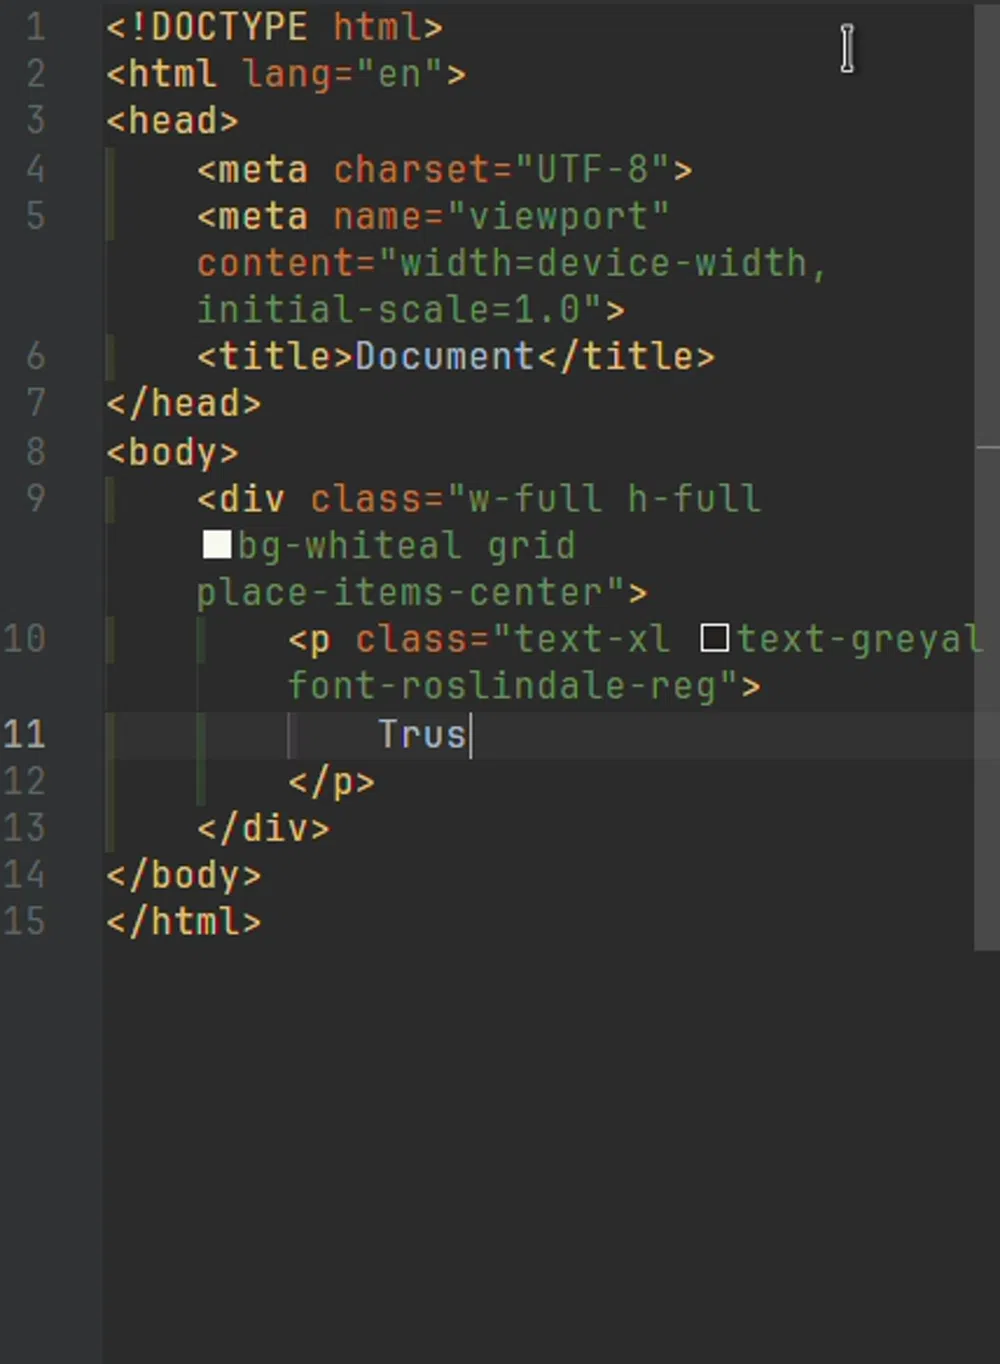 1 <!DOCTYPE html>
2 <html lang="en">
3 <head>
4 <meta charset="UTF-8">
5 <meta name="viewport"
content="width=device-width,
initial-scale=1.0">
6 <title>Document</title>
7 </head>
8 <body>
9 <div class="w-full h-full
bg-whiteal grid
place-items-center">
10 <p class="text-xl text-greyal
font-roslindale-reg">
11 Trus
12 </p>
13 </div>
14 </body>
15 </html>